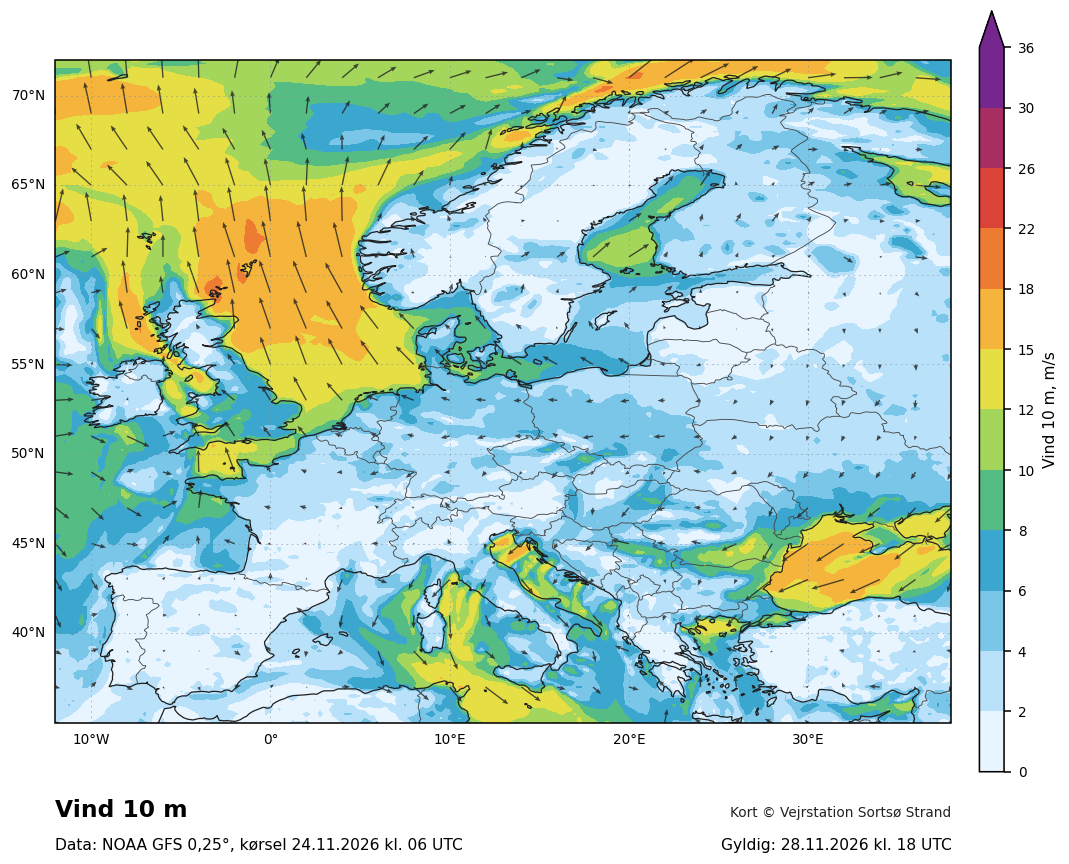 36
30
26
22
18
15
12
10
8
6
4
2
0
Vind 10 m, m/s
70°N
65°N
60°N
55°N
50°N
45°N
40°N
10°W
0°
10°E
20°E
30°E
Vind 10 m
Kort © Vejrstation Sortsø Strand
Data: NOAA GFS 0,25°, kørsel 24.11.2026 kl. 06 UTC
Gyldig: 28.11.2026 kl. 18 UTC